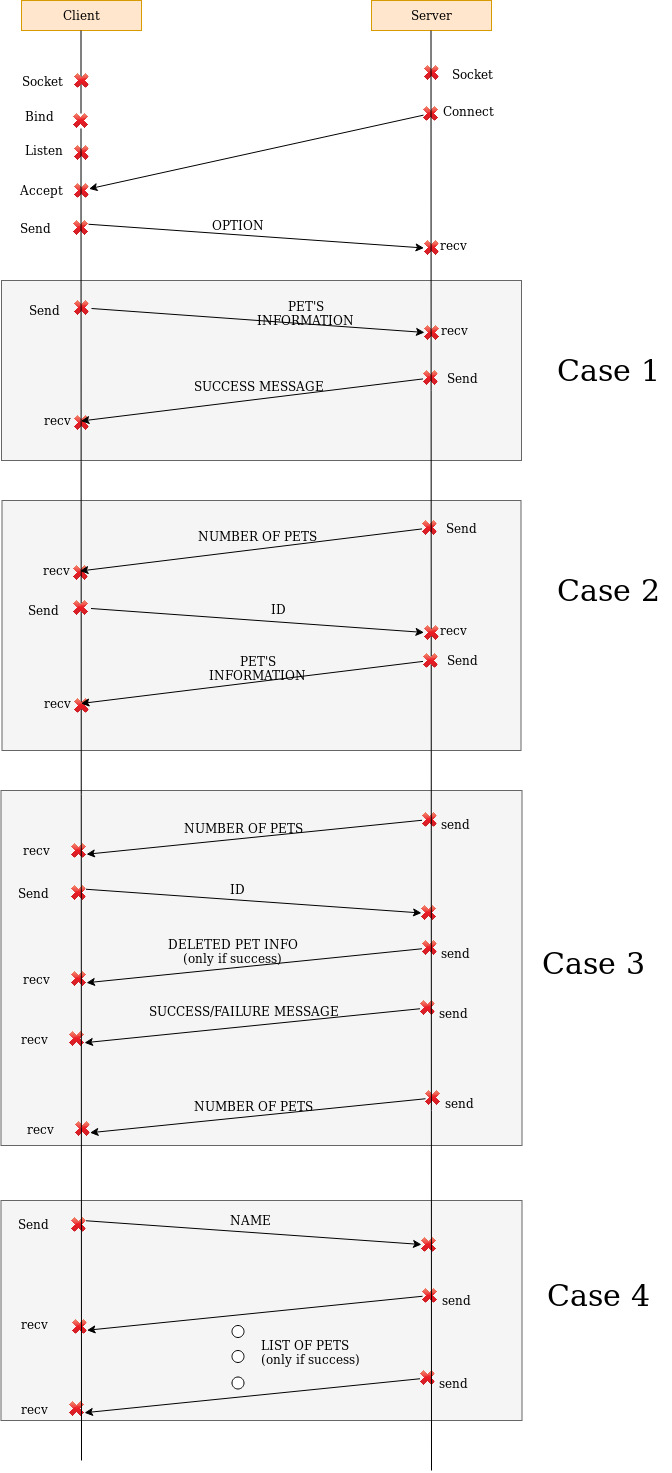 Client
Server
Socket
Socket
Bind
Connect
Listen
Accept
Send
OPTION
recv
Send
PET'S
INFORMATION
recv
Case 1
SUCCESS MESSAGE
Send
recv
NUMBER OF PETS
Send
recv
Case 2
Send
ID
recv
PET'S
INFORMATION
Send
recv
NUMBER OF PETS
send
recv
Send
ID
DELETED PET INFO
(only if success)
send
Case 3
recv
SUCCESS/FAILURE MESSAGE
send
recv
NUMBER OF PETS
send
recv
Send
NAME
send
Case 4
recv
LIST OF PETS
(only if success)
send
recv